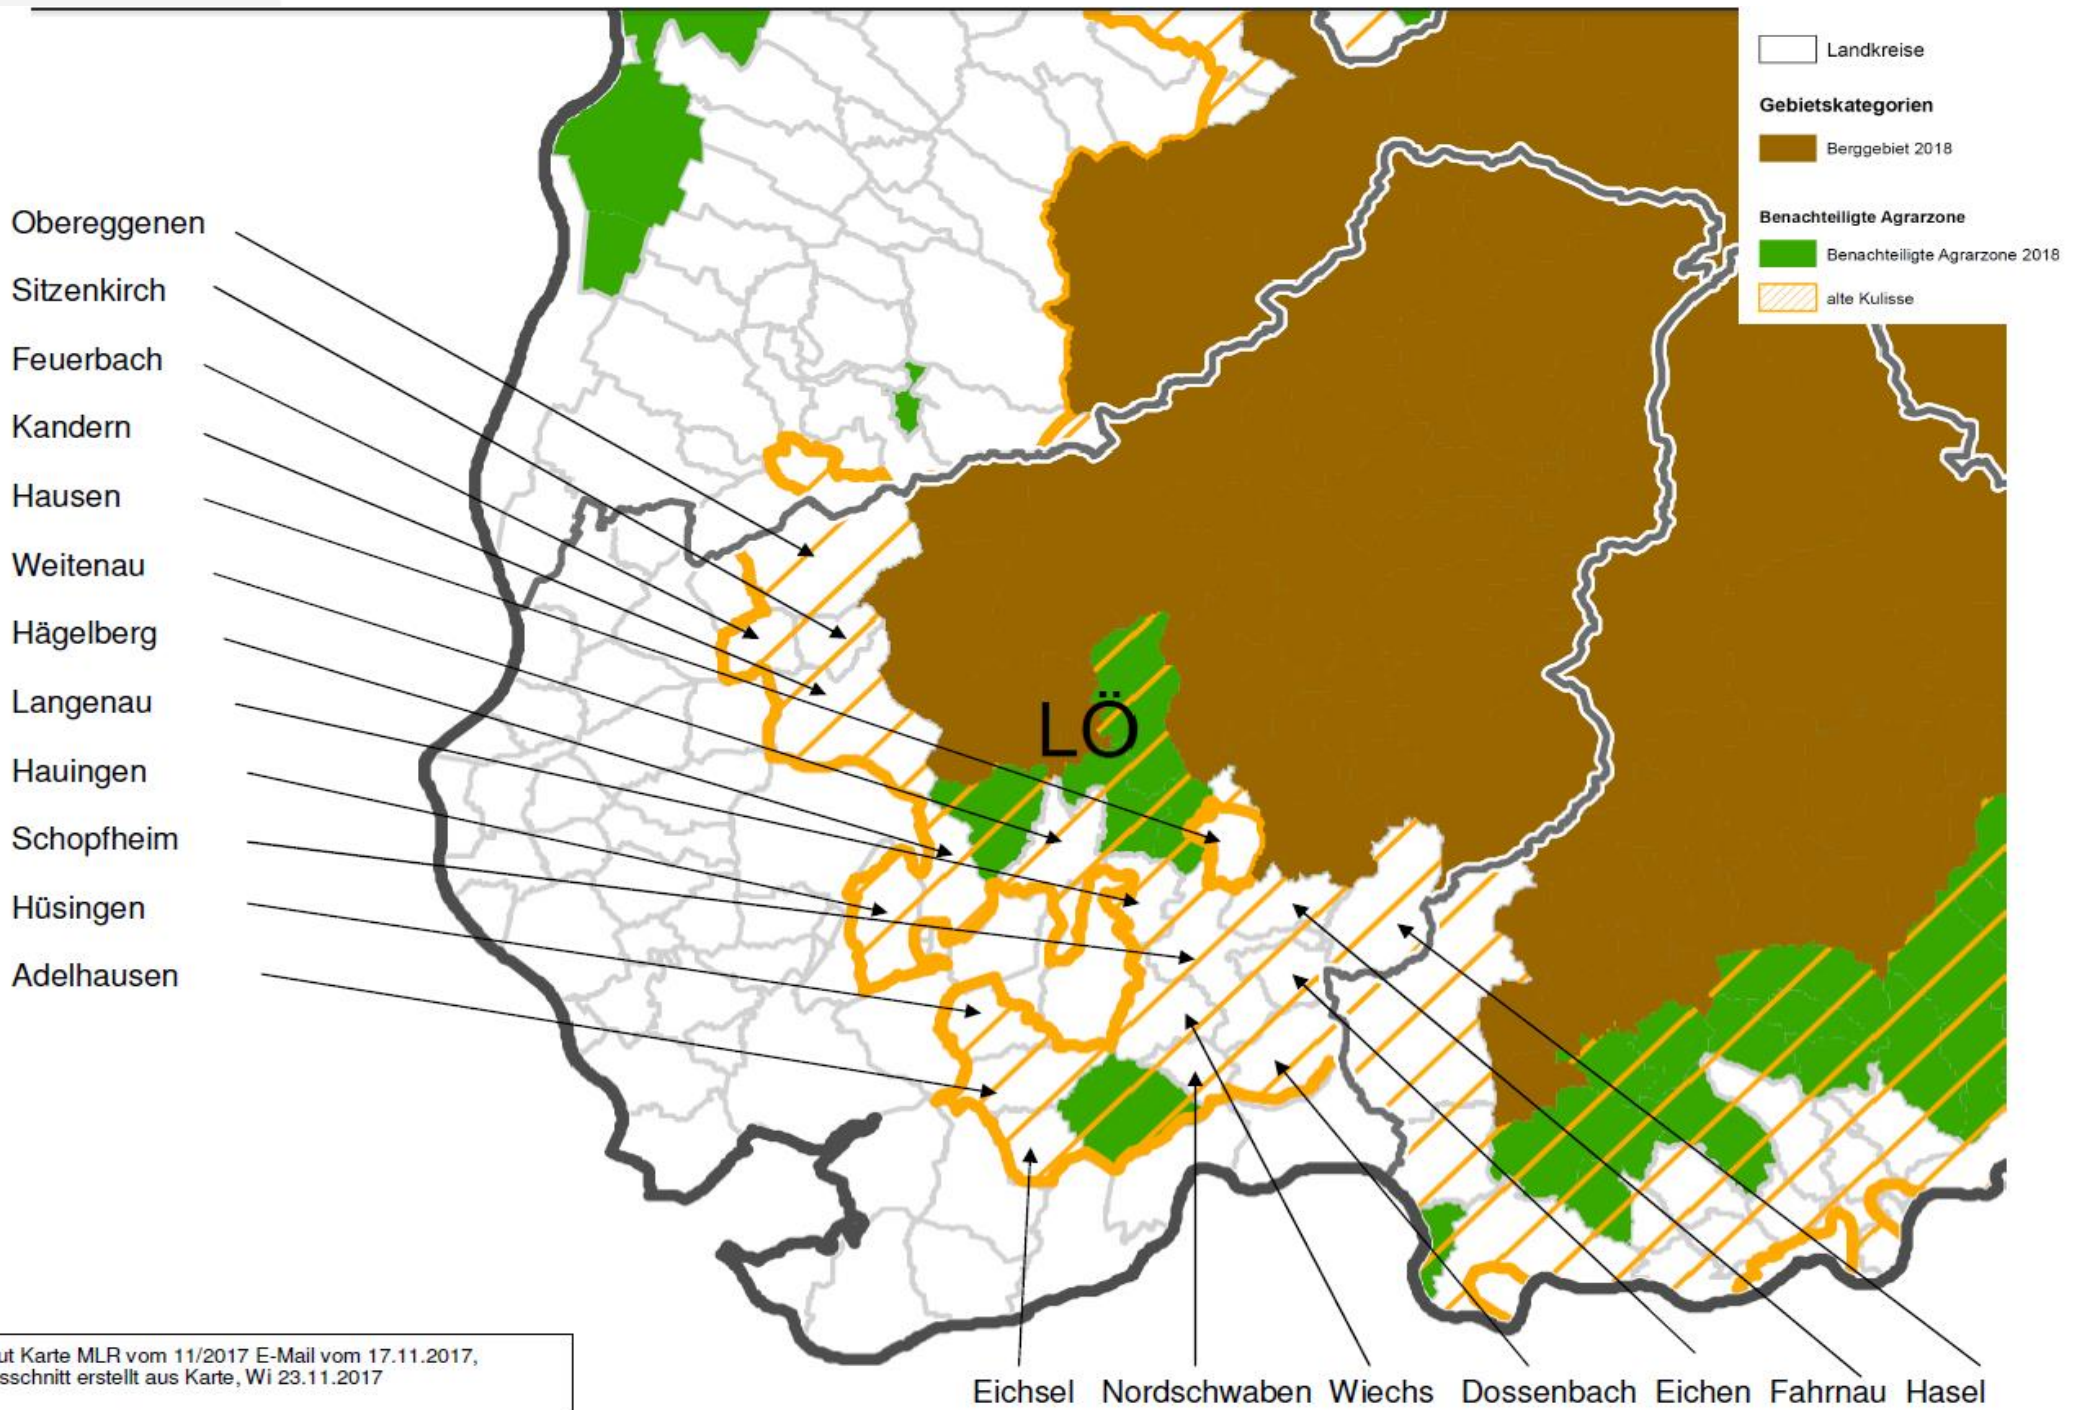 Landkreise
Gebietskategorien
Berggebiet 2018
Benachteiligte Agrarzone
Benachteiligte Agrarzone 2018
alte Kulisse
Obereggenen
Sitzenkirch
Feuerbach
Kandern
Hausen
Weitenau
Hägelberg
Langenau
Hauingen
Schopfheim
Hüsingen
Adelhausen
LÖ
ut Karte MLR vom 11/2017 E-Mail vom 17.11.2017,
sschnitt erstellt aus Karte, Wi 23.11.2017
Eichsel Nordschwaben Wiechs Dossenbach Eichen Fahrnau Hasel